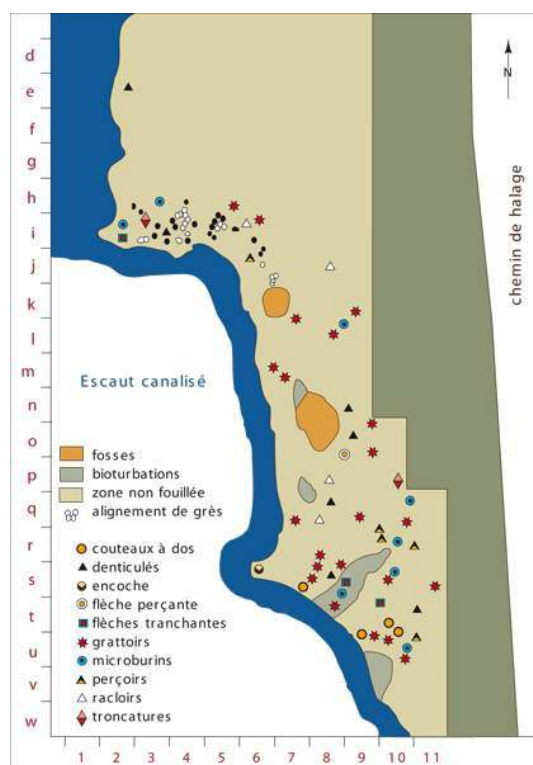 d
e
f
g
h
i
j
k
l
m
n
o
p
q
r
s
t
u
v
w
N
chemin de halage
Escaut canalisé
fosses
bioturbations
zone non fouillée
alignement de grès
couteaux à dos
denticulés
encoche
flèche perçante
flèches tranchantes
grattoirs
microburins
perçoirs
racloirs
troncatures
1 2 3 4 5 6 7 8 9 10 11